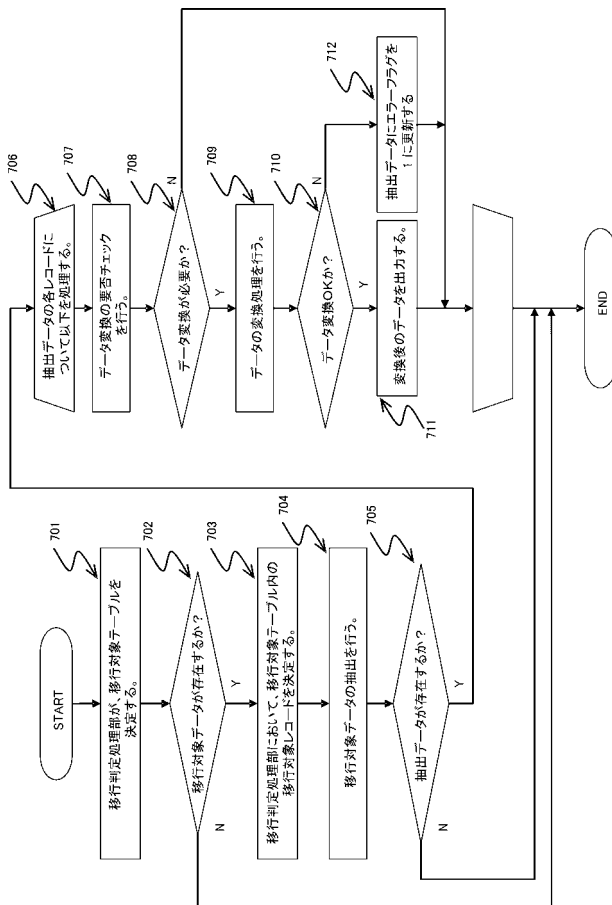 START
701
移行判定処理部が、移行対象テーブルを
決定する。
702
移行対象データが存在するか?
N
Y
703
移行判定処理部において、移行対象テーブル内の
移行対象レコードを決定する。
704
移行対象データの抽出を行う。
705
抽出データが存在するか?
N
Y
706
抽出データの各レコードに
ついて以下を処理する。
707
データ変換の要否チェック
を行う。
708
データ変換が必要か?
N
Y
709
データの変換処理を行う。
710
データ変換OKか?
N
Y
711
変換後のデータを出力する。
712
抽出データにエラーフラグを
1に更新する
END